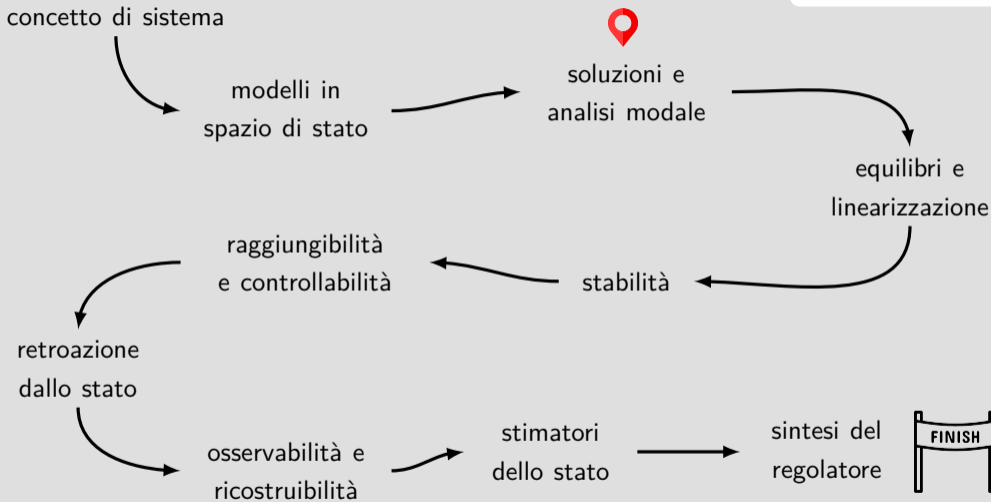 concetto di sistema
modelli in
spazio di stato
soluzioni e
analisi modale
equilibri e
linearizzazione
stabilità
raggiungibilità
e controllabilità
retroazione
dallo stato
osservabilità e
ricostruibilità
stimatori
dello stato
sintesi del
regolatore
FINISH